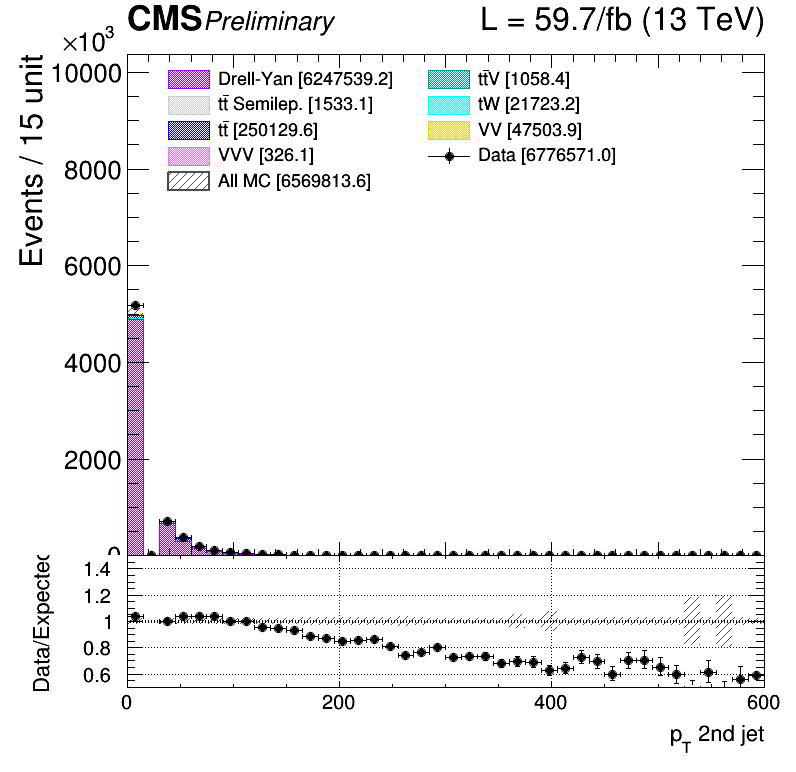 CMS Preliminary L = 59.7/fb (13 TeV)
×10³
Events / 15 unit
10000
8000
6000
4000
2000
0
Drell-Yan [6247539.2]
tt̄ Semilep. [1533.1]
tt̄ [250129.6]
VVV [326.1]
All MC [6569813.6]
tt̄V [1058.4]
tW [21723.2]
VV [47503.9]
Data [6776571.0]
Data/Expected
1.4
1.2
1
0.8
0.6
0 200 400 600
p_T 2nd jet